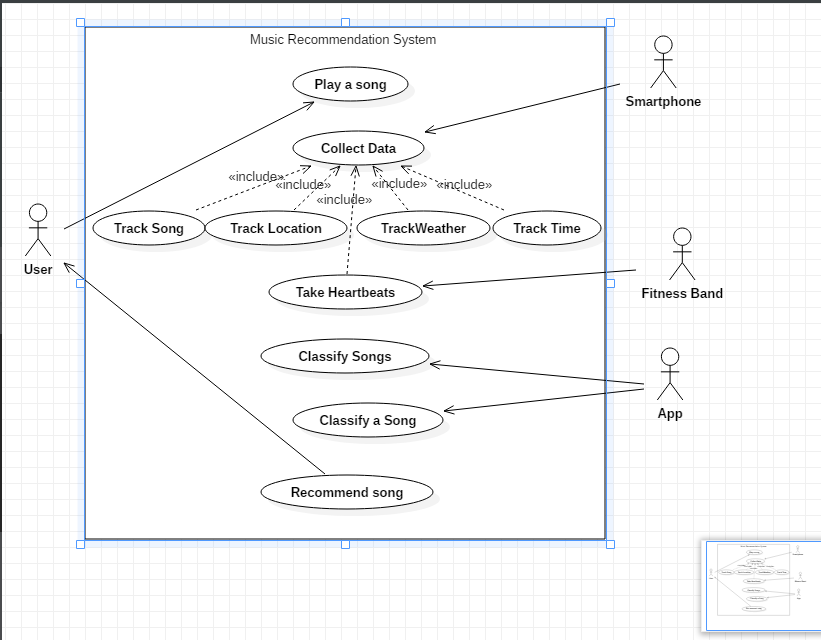 Music Recommendation System
Play a song
Smartphone
Collect Data
«include»
«include»
«include»
«include»
«include»
Track Song
Track Location
TrackWeather
Track Time
User
Take Heartbeats
Fitness Band
Classify Songs
App
Classify a Song
Recommend song